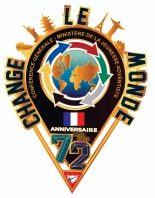 CHANGE
LE
MONDE
CONFÉRENCE GÉNÉRALE - MINISTÈRE DE LA JEUNESSE ADVENTISTE
ANNIVERSAIRE
72